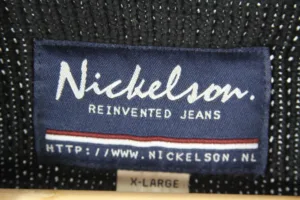 Nickelson.
REINVENTED JEANS
HTTP://WWW.NICKELSON.NL
X-LARGE